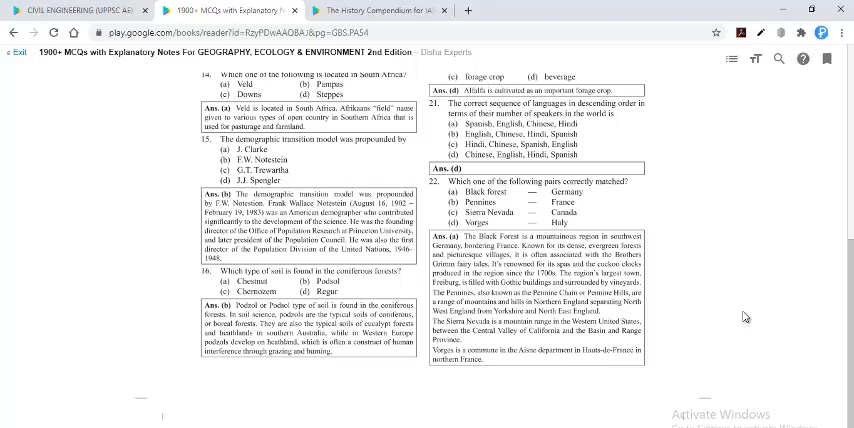 CIVIL ENGINEERING (UPPSC AE)
1900+ MCQs with Explanatory N
The History Compendium for IA
play.google.com/books/reader?id=RzyPDwAAQBAJ&pg=GBS.PA54
Exit 1900+ MCQs with Explanatory Notes For GEOGRAPHY, ECOLOGY & ENVIRONMENT 2nd Edition – Disha Experts
14. Which one of the following is located in South Africa?
(a) Veld (b) Pampas
(c) Downs (d) Steppes
Ans. (a) Veld is located in South Africa. Afrikaans "field" name
given to various types of open country in Southern Africa that is
used for pasturage and farmland.
15. The demographic transition model was propounded by
(a) J. Clarke
(b) F.W. Notestein
(c) G.T. Trewartha
(d) J.J. Spengler
Ans. (b) The demographic transition model was propounded
by F.W. Notestion. Frank Wallace Notestein (August 16, 1902 –
February 19, 1983) was an American demographer who contributed
significantly to the development of the science. He was the founding
director of the Office of Population Research at Princeton University,
and later president of the Population Council. He was also the first
director of the Population Division of the United Nations, 1946–
1948.
16. Which type of soil is found in the coniferous forests?
(a) Chestnut (b) Podsol
(c) Chernozem (d) Regur
Ans. (b) Podzol or Podsol type of soil is found in the coniferous
forests. In soil science, podzols are the typical soils of coniferous,
or boreal forests. They are also the typical soils of eucalypt forests
and heathlands in southern Australia, while in Western Europe
podzols develop on heathland, which is often a construct of human
interference through grazing and burning.
(c) forage crop (d) beverage
Ans. (d) Alfalfa is cultivated as an important forage crop.
21. The correct sequence of languages in descending order in
terms of their number of speakers in the world is
(a) Spanish, English, Chinese, Hindi
(b) English, Chinese, Hindi, Spanish
(c) Hindi, Chinese, Spanish, English
(d) Chinese, English, Hindi, Spanish
Ans. (d)
22. Which one of the following pairs correctly matched?
(a) Black forest — Germany
(b) Pennines — France
(c) Sierra Nevada — Canada
(d) Vorges — Italy
Ans. (a) The Black Forest is a mountainous region in southwest
Germany, bordering France. Known for its dense, evergreen forests
and picturesque villages, it is often associated with the Brothers
Grimm fairy tales. It's renowned for its spas and the cuckoo clocks
produced in the region since the 1700s. The region's largest town,
Freiburg, is filled with Gothic buildings and surrounded by vineyards.
The Pennines, also known as the Pennine Chain or Pennine Hills, are
a range of mountains and hills in Northern England separating North
West England from Yorkshire and North East England.
The Sierra Nevada is a mountain range in the Western United States,
between the Central Valley of California and the Basin and Range
Province.
Vorges is a commune in the Aisne department in Hauts-de-France in
northern France.
Activate Windows